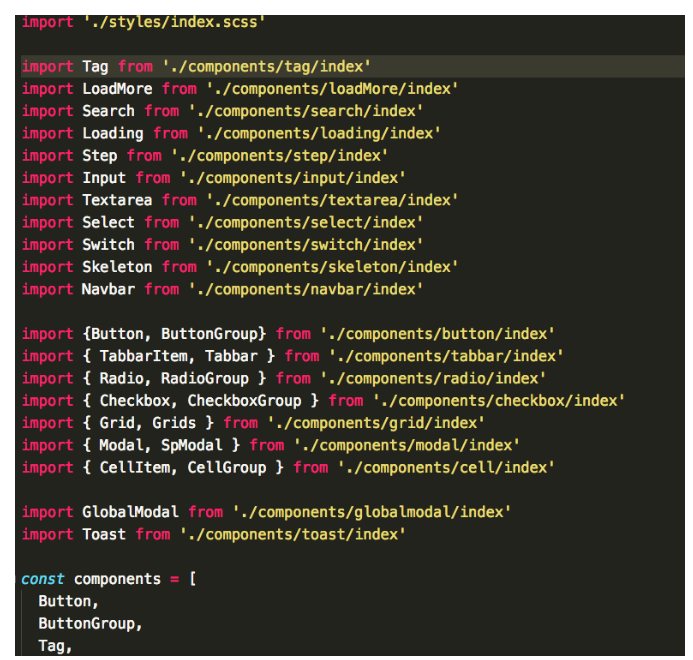 import './styles/index.scss'
import Tag from './components/tag/index'
import LoadMore from './components/loadMore/index'
import Search from './components/search/index'
import Loading from './components/loading/index'
import Step from './components/step/index'
import Input from './components/input/index'
import Textarea from './components/textarea/index'
import Select from './components/select/index'
import Switch from './components/switch/index'
import Skeleton from './components/skeleton/index'
import Navbar from './components/navbar/index'
import {Button, ButtonGroup} from './components/button/index'
import { TabbarItem, Tabbar } from './components/tabbar/index'
import { Radio, RadioGroup } from './components/radio/index'
import { Checkbox, CheckboxGroup } from './components/checkbox/index'
import { Grid, Grids } from './components/grid/index'
import { Modal, SpModal } from './components/modal/index'
import { CellItem, CellGroup } from './components/cell/index'
import GlobalModal from './components/globalmodal/index'
import Toast from './components/toast/index'
const components = [
Button,
ButtonGroup,
Tag,